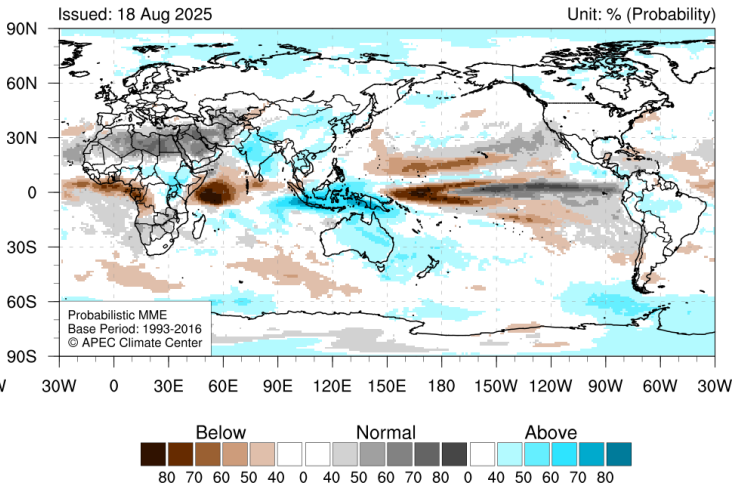 Issued: 18 Aug 2025 Unit: % (Probability)
90N
60N
30N
0
30S
60S
90S
Probabilistic MME
Base Period: 1993-2016
© APEC Climate Center
W 30W 0 30E 60E 90E 120E 150E 180 150W 120W 90W 60W 30W
Below Normal Above
80 70 60 50 40 0 40 50 60 70 80 0 40 50 60 70 80